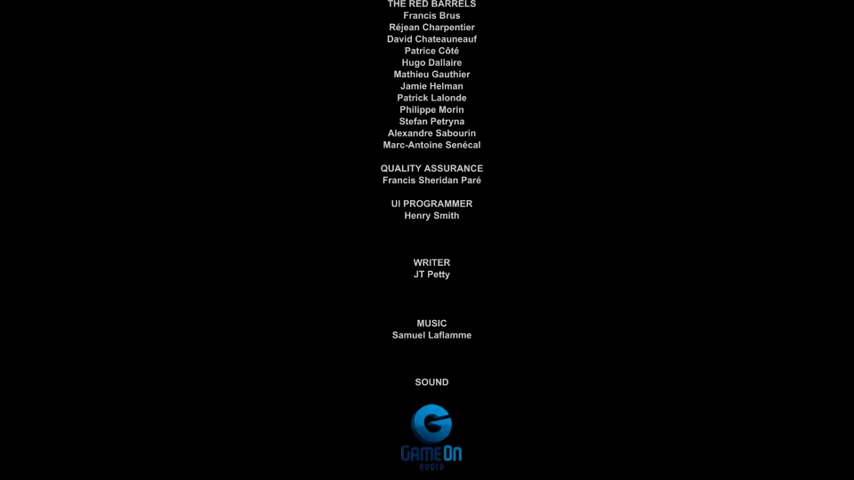 THE RED BARRELS
Francis Brus
Réjean Charpentier
David Chateauneuf
Patrice Côté
Hugo Dallaire
Mathieu Gauthier
Jamie Helman
Patrick Lalonde
Philippe Morin
Stefan Petryna
Alexandre Sabourin
Marc-Antoine Senécal
QUALITY ASSURANCE
Francis Sheridan Paré
UI PROGRAMMER
Henry Smith
WRITER
JT Petty
MUSIC
Samuel Laflamme
SOUND
GAMEON
AUDIO